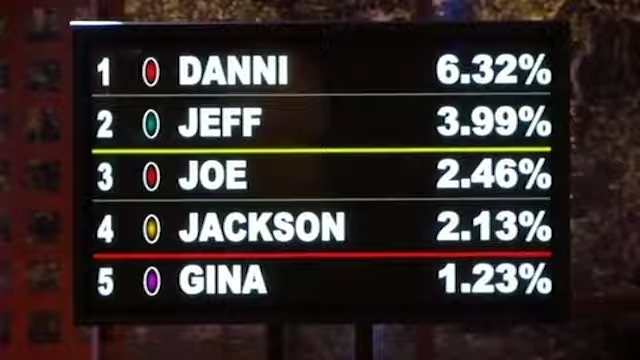 1 DANNI 6.32%
2 JEFF 3.99%
3 JOE 2.46%
4 JACKSON 2.13%
5 GINA 1.23%